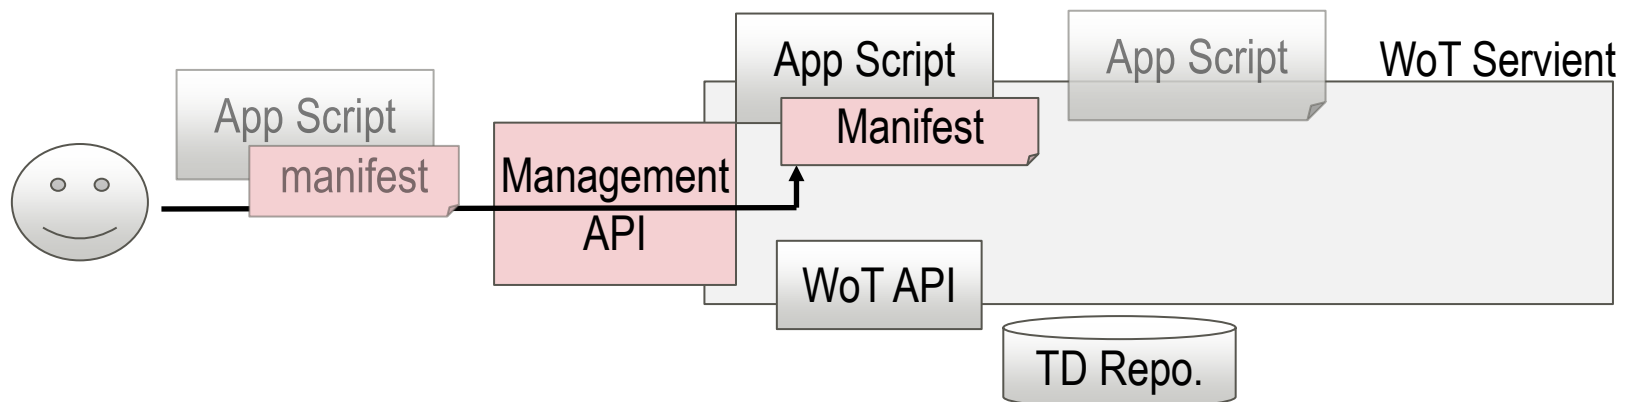 App Script
manifest
Management
API
App Script
Manifest
App Script
WoT Servient
WoT API
TD Repo.